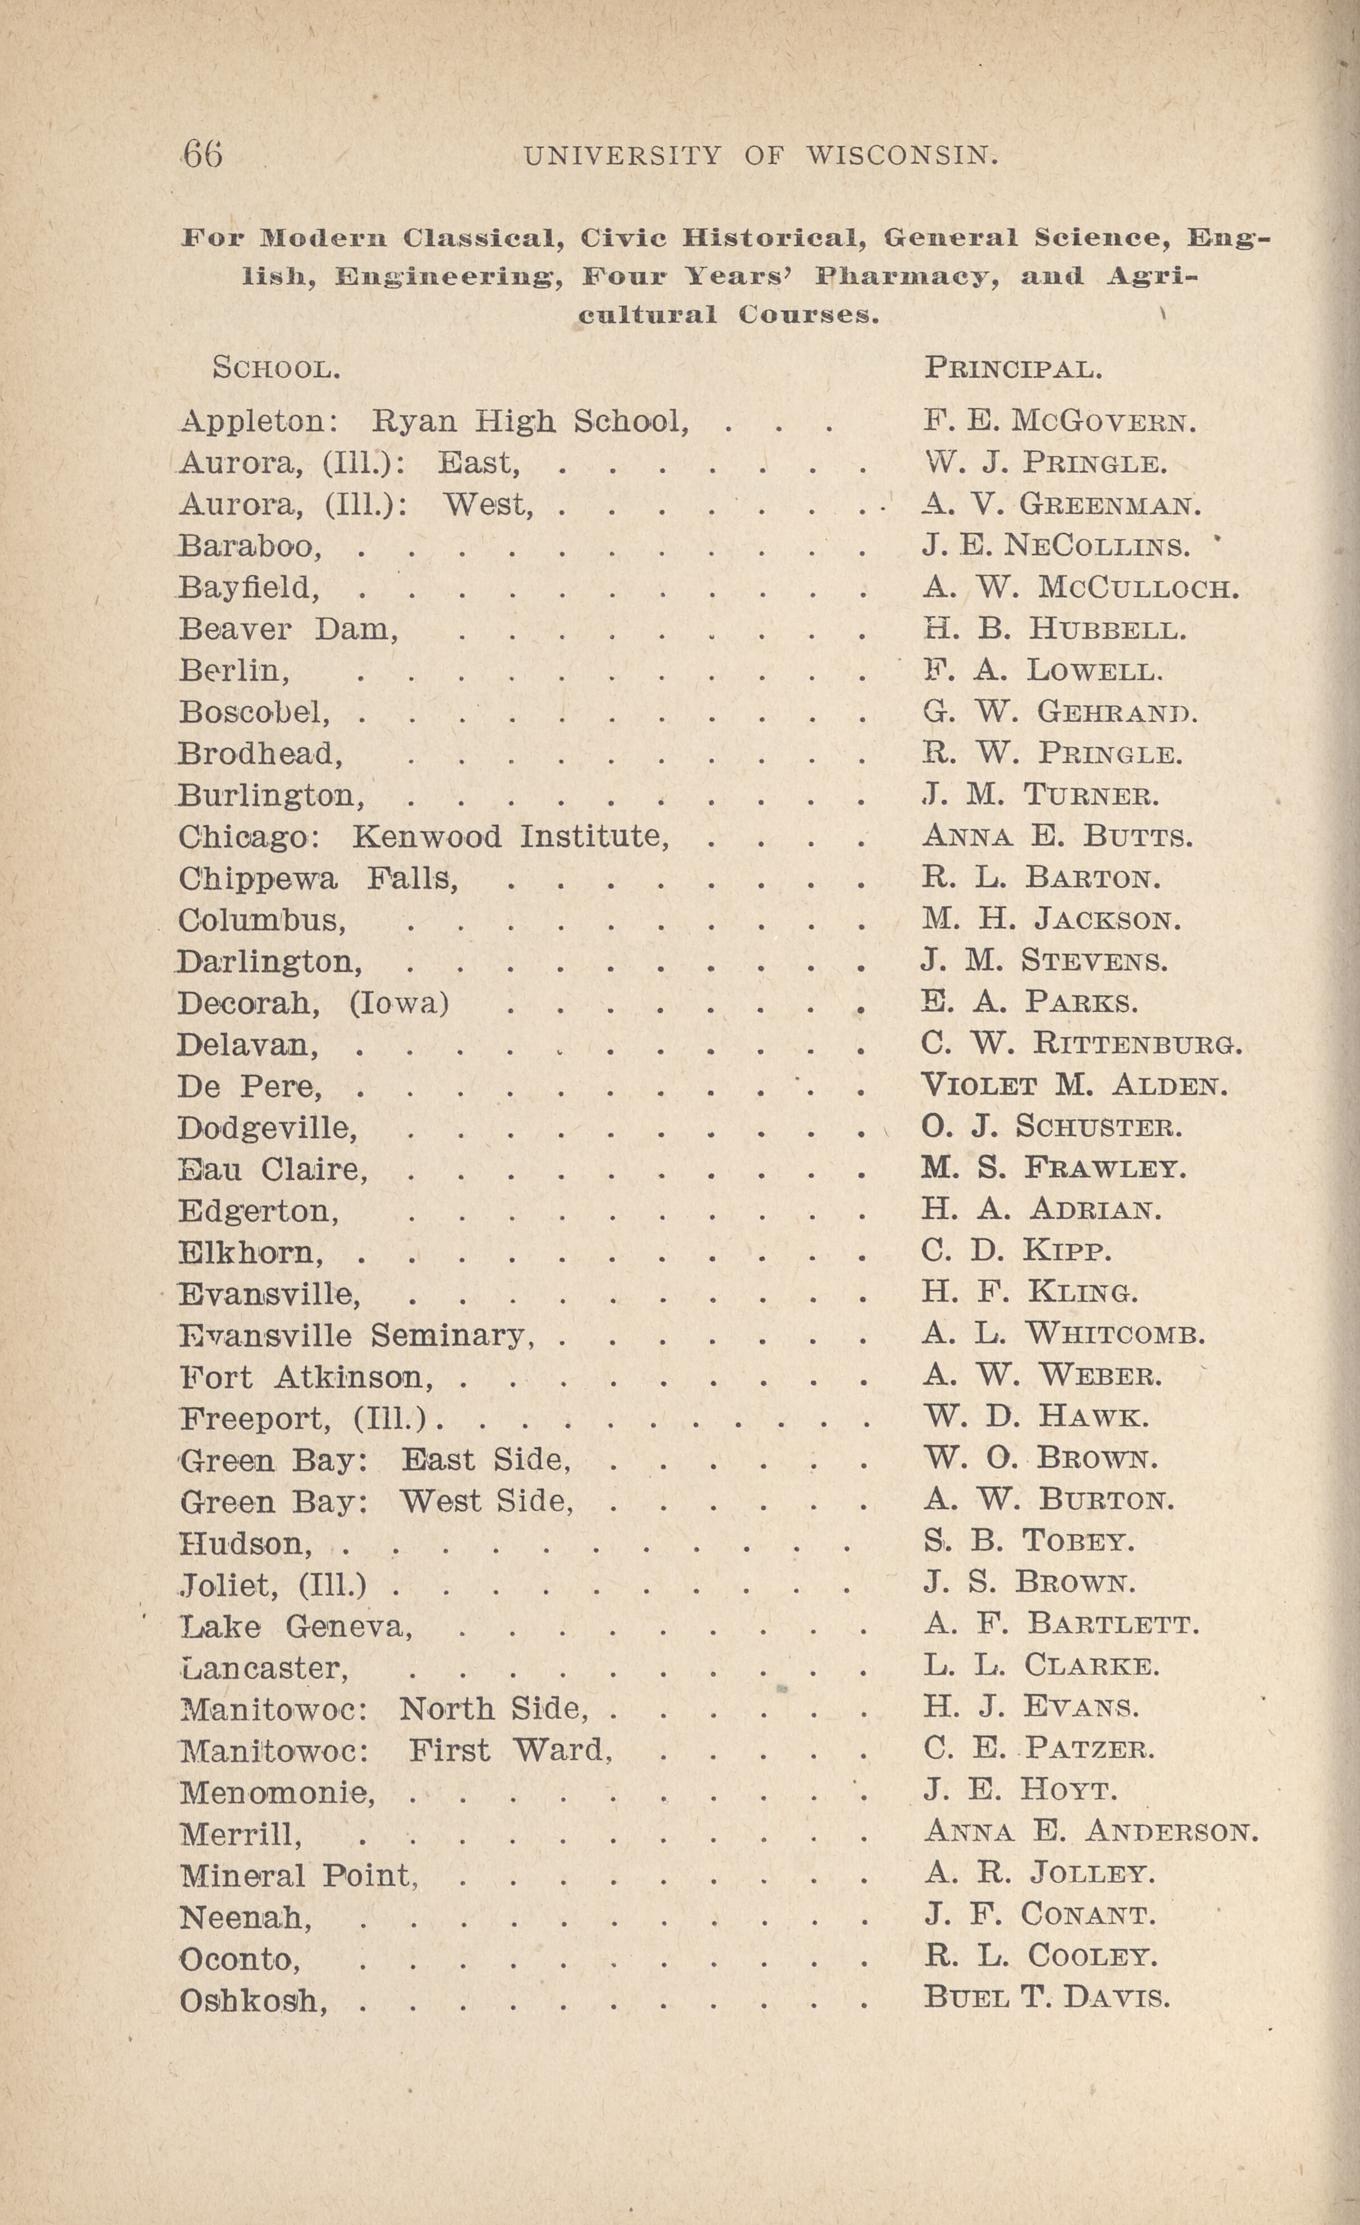 66 UNIVERSITY OF WISCONSIN.
For Modern Classical, Civic Historical, General Science, Eng-
lish, Engineering, Four Years’ Pharmacy, and Agri-
cultural Courses.
SCHOOL. PRINCIPAL.
Appleton: Ryan High School, . . . F. E. MCGOVERN.
Aurora, (Ill.): East, . . . . . . . W. J. PRINGLE.
Aurora, (Ill.): West, . . . . . . . A. V. GREENMAN.
Baraboo, . . . . . . . . . . . J. E. NECOLLINS.
Bayfield, . . . . . . . . . . . A. W. MCCULLOCH.
Beaver Dam, . . . . . . . . . H. B. HUBBELL.
Berlin, . . . . . . . . . . . F. A. LOWELL.
Boscobel, . . . . . . . . . . . G. W. GEHRAND.
Brodhead, . . . . . . . . . . R. W. PRINGLE.
Burlington, . . . . . . . . . . J. M. TURNER.
Chicago: Kenwood Institute, . . . . ANNA E. BUTTS.
Chippewa Falls, . . . . . . . . R. L. BARTON.
Columbus, . . . . . . . . . . M. H. JACKSON.
Darlington, . . . . . . . . . . J. M. STEVENS.
Decorah, (Iowa) . . . . . . . . E. A. PARKS.
Delavan, . . . . . . . . . . . C. W. RITTENBURG.
De Pere, . . . . . . . . . . . VIOLET M. ALDEN.
Dodgeville, . . . . . . . . . . O. J. SCHUSTER.
Eau Claire, . . . . . . . . . . M. S. FRAWLEY.
Edgerton, . . . . . . . . . . H. A. ADRIAN.
Elkhorn, . . . . . . . . . . . C. D. KIPP.
Evansville, . . . . . . . . . . H. F. KLING.
Evansville Seminary, . . . . . . . A. L. WHITCOMB.
Fort Atkinson, . . . . . . . . . A. W. WEBER.
Freeport, (Ill.) . . . . . . . . . . W. D. HAWK.
Green Bay: East Side, . . . . . . W. O. BROWN.
Green Bay: West Side, . . . . . . A. W. BURTON.
Hudson, . . . . . . . . . . . S. B. TOBEY.
Joliet, (Ill.) . . . . . . . . . . J. S. BROWN.
Lake Geneva, . . . . . . . . . A. F. BARTLETT.
Lancaster, . . . . . . . . . . L. L. CLARKE.
Manitowoc: North Side, . . . . . . H. J. EVANS.
Manitowoc: First Ward, . . . . . C. E. PATZER.
Menomonie, . . . . . . . . . . J. E. HOYT.
Merrill, . . . . . . . . . . . ANNA E. ANDERSON.
Mineral Point, . . . . . . . . . A. R. JOLLEY.
Neenah, . . . . . . . . . . . J. F. CONANT.
Oconto, . . . . . . . . . . . R. L. COOLEY.
Oshkosh, . . . . . . . . . . . BUEL T. DAVIS.